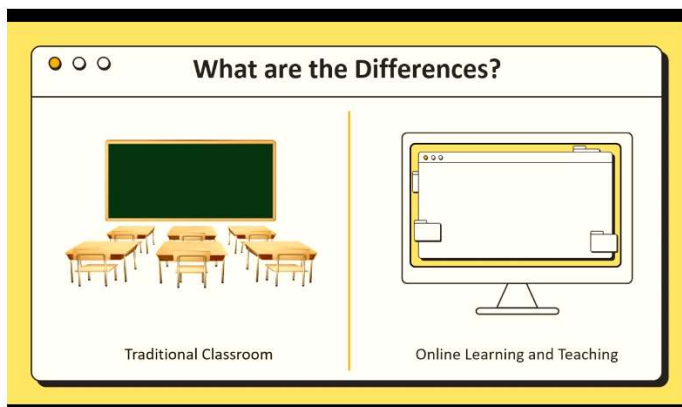 What are the Differences?
Traditional Classroom
Online Learning and Teaching